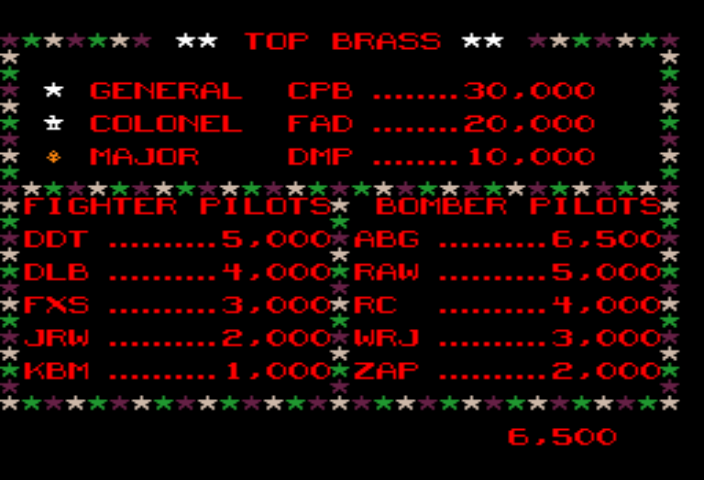 TOP BRASS
GENERAL CPB ........30,000
COLONEL FAD ........20,000
MAJOR DMP ........10,000
FIGHTER PILOTS BOMBER PILOTS
DDT ..........5,000 ABG ..........6,500
DLB ..........4,000 RAW ..........5,000
FXS ..........3,000 RC ..........4,000
JRW ..........2,000 WRJ ..........3,000
KBM ..........1,000 ZAP ..........2,000
6,500